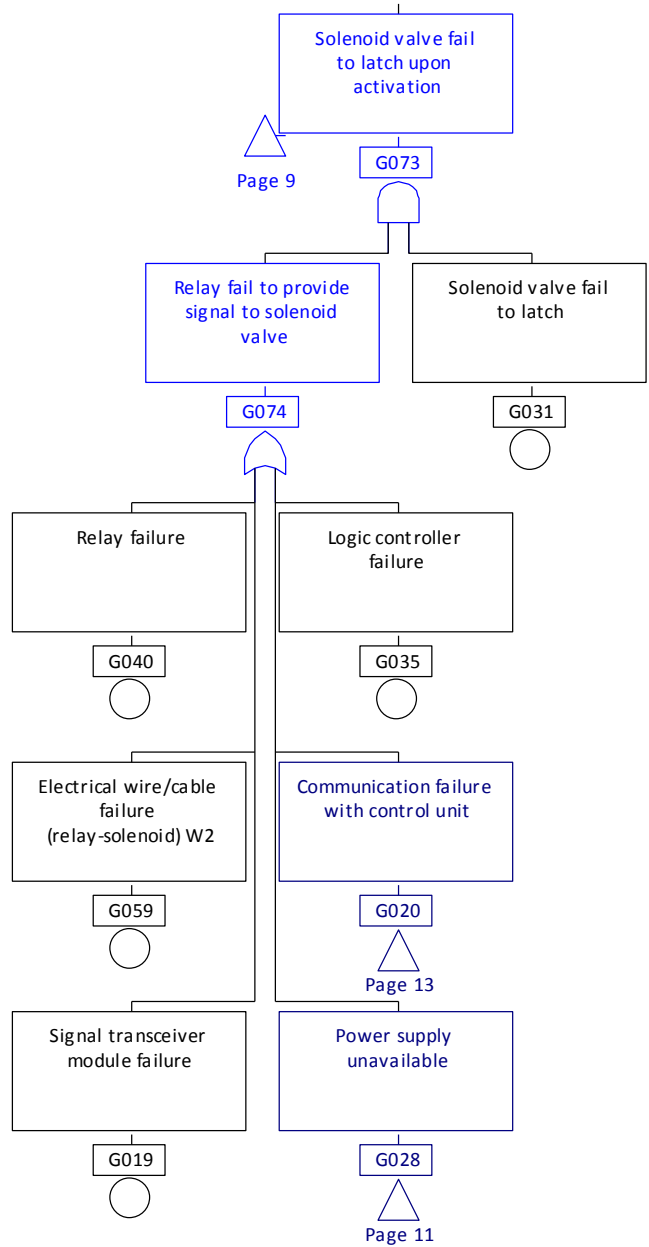 Solenoid valve fail
to latch upon
activation
Page 9
G073
Relay fail to provide
signal to solenoid
valve
G074
Solenoid valve fail
to latch
G031
Relay failure
G040
Logic controller
failure
G035
Electrical wire/cable
failure
(relay-solenoid) W2
G059
Communication failure
with control unit
G020
Page 13
Signal transceiver
module failure
G019
Power supply
unavailable
G028
Page 11